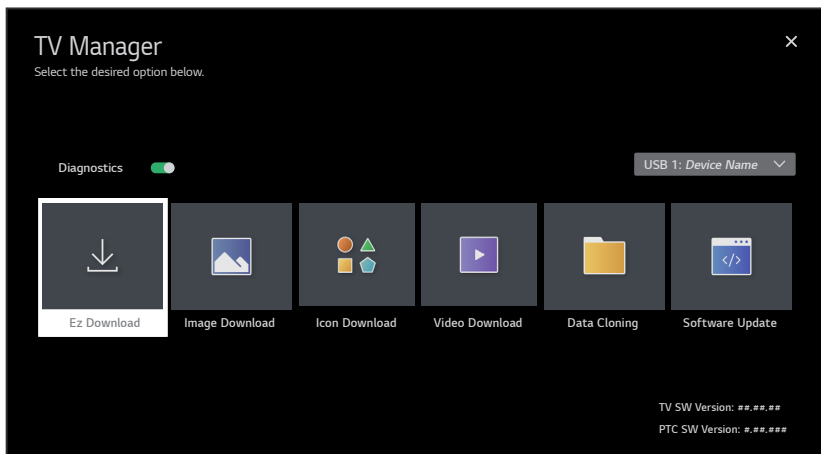 TV Manager
Select the desired option below.
Diagnostics
USB 1: Device Name
</>
Ez Download
Image Download
Icon Download
Video Download
Data Cloning
Software Update
TV SW Version: ##.##.##
PTC SW Version: #.##.###